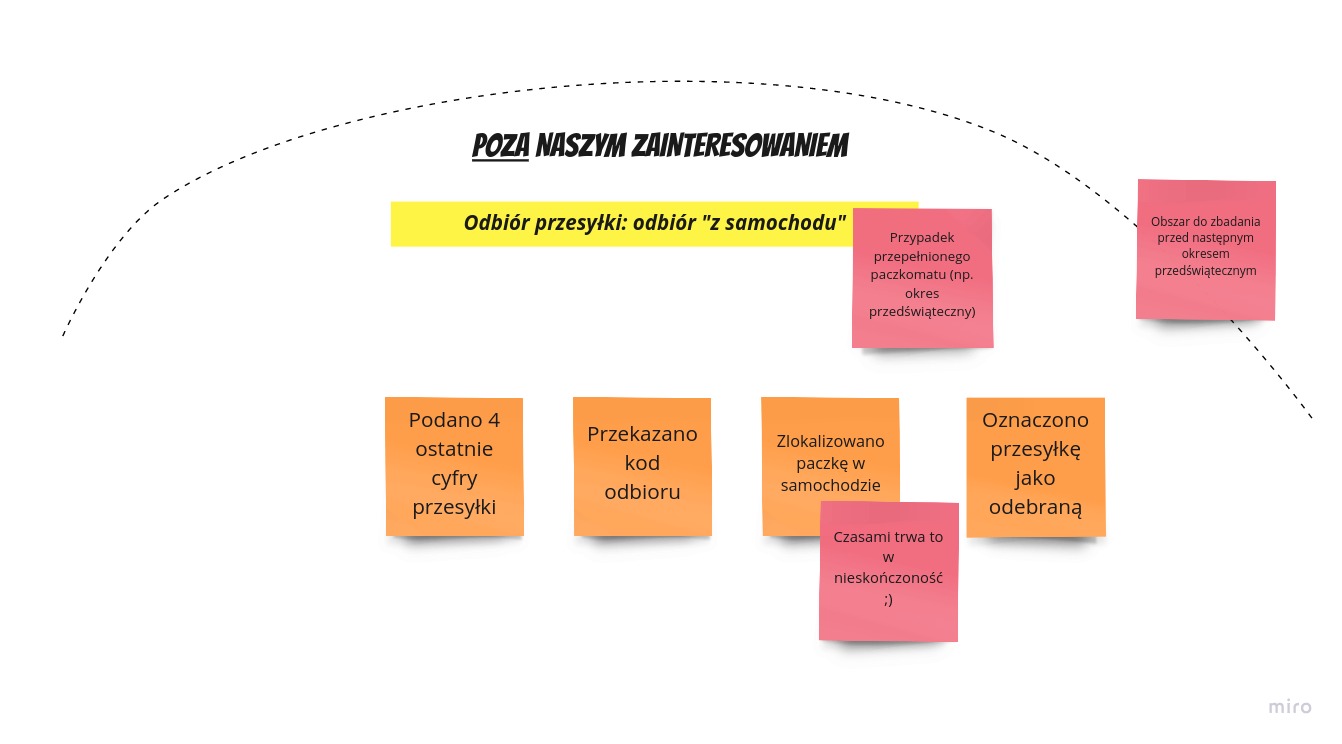 POZA NASZYM ZAINTERESOWANIEM
Odbiór przesyłki: odbiór "z samochodu"
Przypadek
przepełnionego
paczkomatu (np.
okres
przedświąteczny)
Obszar do zbadania
przed następnym
okresem
przedświątecznym
Podano 4
ostatnie
cyfry
przesyłki
Przekazano
kod
odbioru
Zlokalizowano
paczkę w
samochodzie
Czasami trwa to
w
nieskończoność
;)
Oznaczono
przesyłkę
jako
odebraną
miro